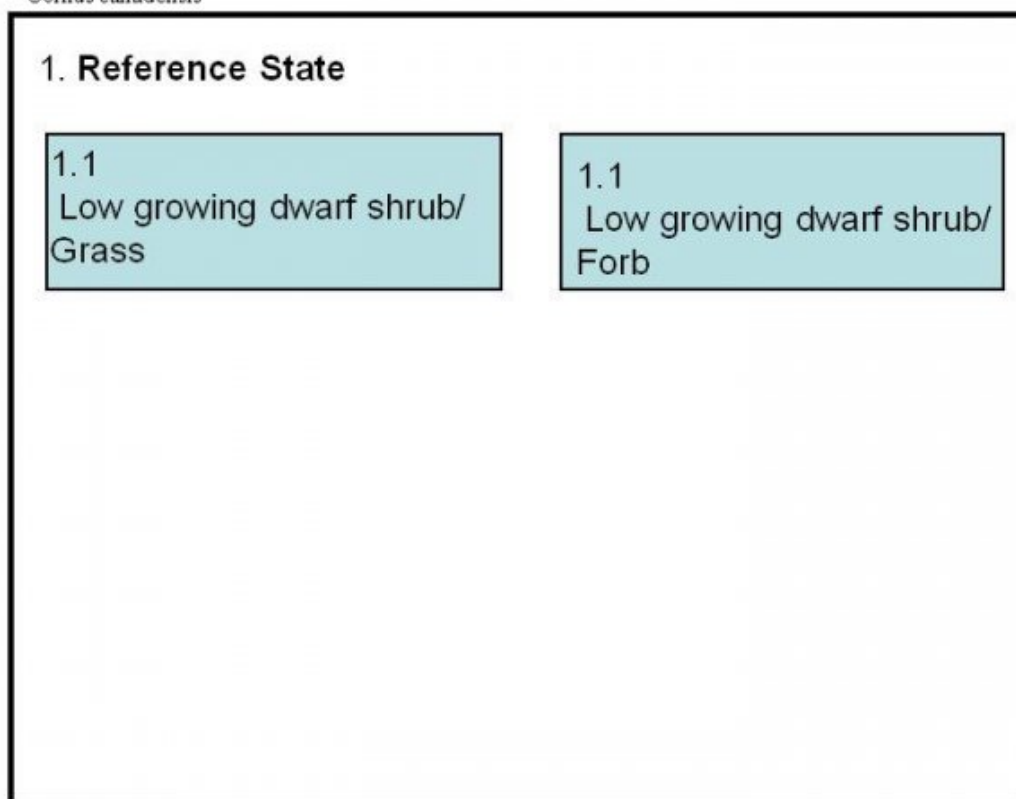 1. Reference State
1.1
Low growing dwarf shrub/
Grass
1.1
Low growing dwarf shrub/
Forb